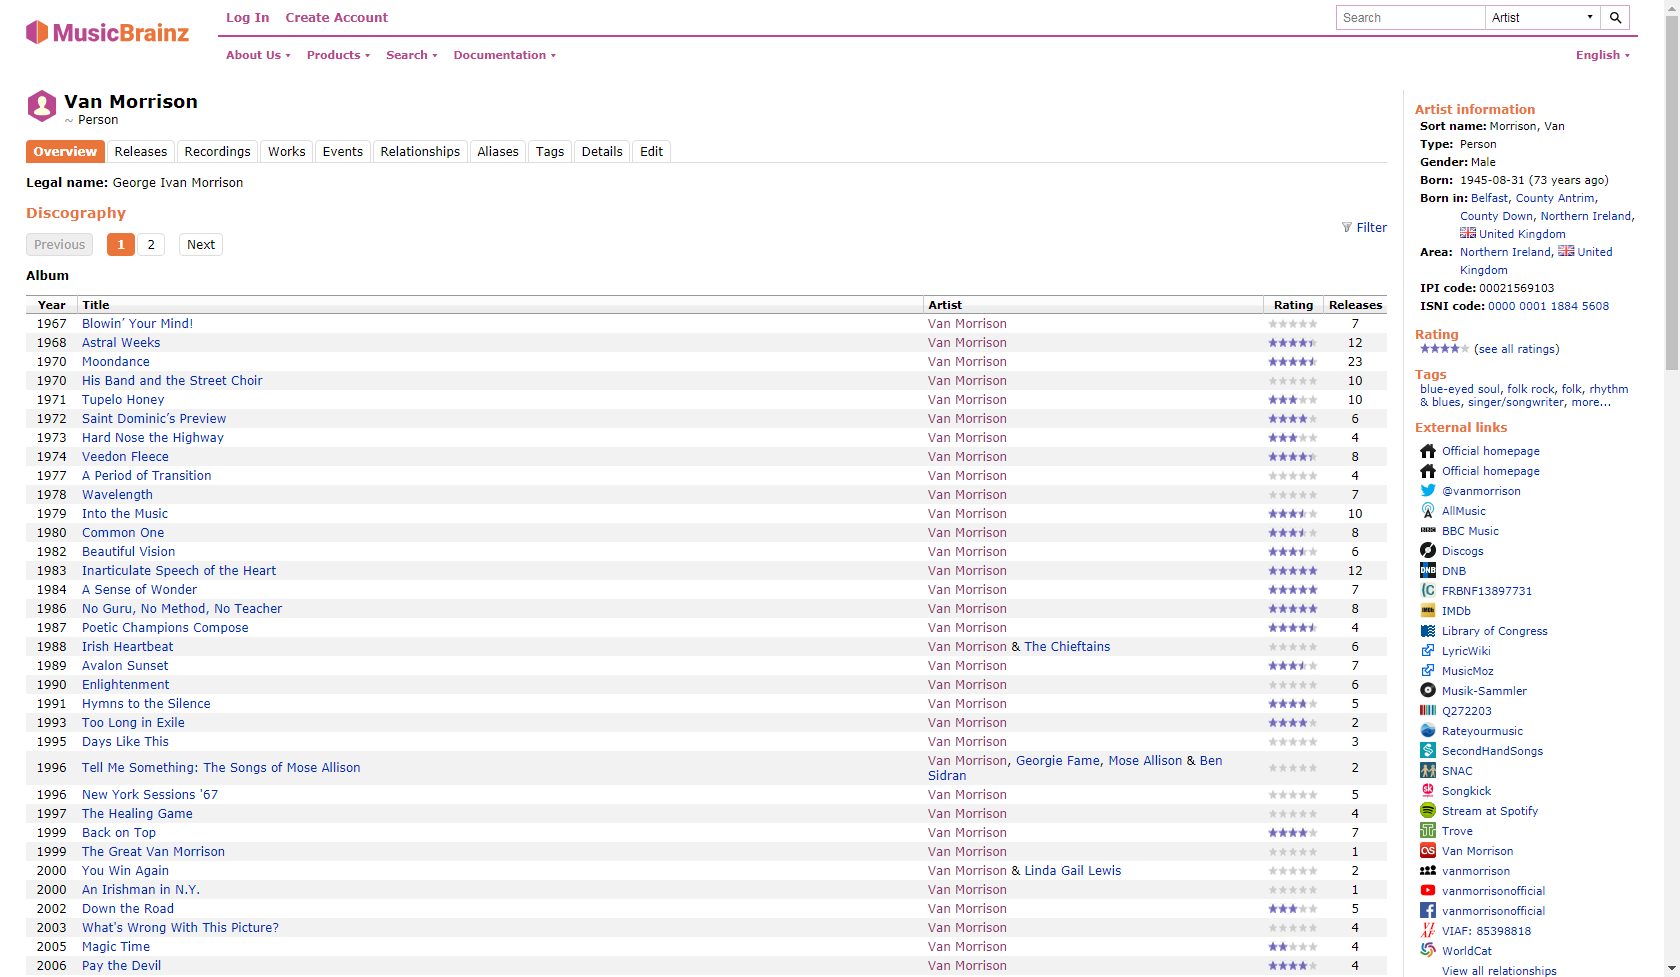 MusicBrainz
Log In Create Account
Search Artist
About Us Products Search Documentation
English
Van Morrison
~ Person
Overview Releases Recordings Works Events Relationships Aliases Tags Details Edit
Legal name: George Ivan Morrison
Discography
Filter
Previous 1 2 Next
Album
Year Title Artist Rating Releases
1967 Blowin’ Your Mind! Van Morrison 7
1968 Astral Weeks Van Morrison 12
1970 Moondance Van Morrison 23
1970 His Band and the Street Choir Van Morrison 10
1971 Tupelo Honey Van Morrison 10
1972 Saint Dominic’s Preview Van Morrison 6
1973 Hard Nose the Highway Van Morrison 4
1974 Veedon Fleece Van Morrison 8
1977 A Period of Transition Van Morrison 4
1978 Wavelength Van Morrison 7
1979 Into the Music Van Morrison 10
1980 Common One Van Morrison 8
1982 Beautiful Vision Van Morrison 6
1983 Inarticulate Speech of the Heart Van Morrison 12
1984 A Sense of Wonder Van Morrison 7
1986 No Guru, No Method, No Teacher Van Morrison 8
1987 Poetic Champions Compose Van Morrison 4
1988 Irish Heartbeat Van Morrison & The Chieftains 6
1989 Avalon Sunset Van Morrison 7
1990 Enlightenment Van Morrison 6
1991 Hymns to the Silence Van Morrison 5
1993 Too Long in Exile Van Morrison 2
1995 Days Like This Van Morrison 3
1996 Tell Me Something: The Songs of Mose Allison Van Morrison, Georgie Fame, Mose Allison & Ben 2
Sidran
1996 New York Sessions '67 Van Morrison 5
1997 The Healing Game Van Morrison 4
1999 Back on Top Van Morrison 7
1999 The Great Van Morrison Van Morrison 1
2000 You Win Again Van Morrison & Linda Gail Lewis 2
2000 An Irishman in N.Y. Van Morrison 1
2002 Down the Road Van Morrison 5
2003 What's Wrong With This Picture? Van Morrison 4
2005 Magic Time Van Morrison 4
2006 Pay the Devil Van Morrison 4
Artist information
Sort name: Morrison, Van
Type: Person
Gender: Male
Born: 1945-08-31 (73 years ago)
Born in: Belfast, County Antrim,
County Down, Northern Ireland,
United Kingdom
Area: Northern Ireland, United
Kingdom
IPI code: 00021569103
ISNI code: 0000 0001 1884 5608
Rating
(see all ratings)
Tags
blue-eyed soul, folk rock, folk, rhythm
& blues, singer/songwriter, more...
External links
Official homepage
Official homepage
@vanmorrison
AllMusic
BBC BBC Music
Discogs
DNB DNB
FRBNF13897731
IMDb IMDb
Library of Congress
LyricWiki
MusicMoz
Musik-Sammler
Q272203
Rateyourmusic
SecondHandSongs
SNAC
sk Songkick
Stream at Spotify
Trove
Van Morrison
vanmorrison
vanmorrisonofficial
vanmorrisonofficial
VIAF VIAF: 85398818
WorldCat
View all relationships